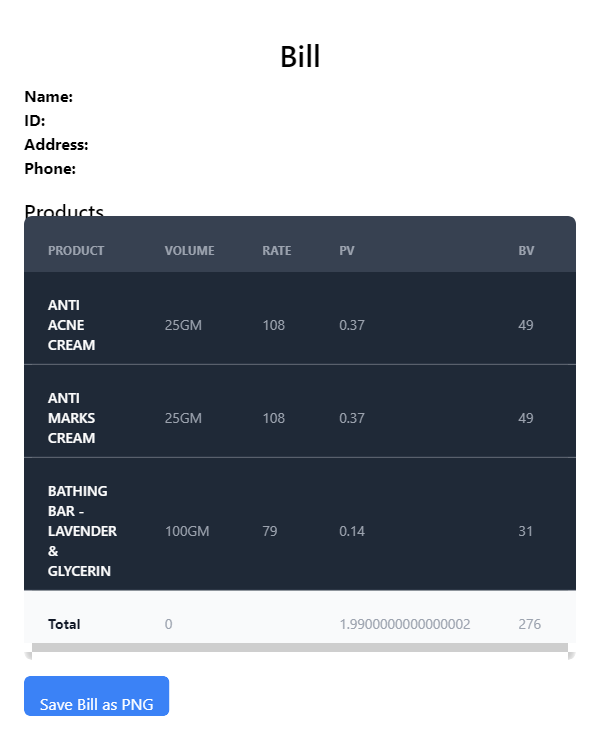 Bill
Name:
ID:
Address:
Phone:
Products
PRODUCT VOLUME RATE PV BV
ANTI
ACNE 25GM 108 0.37 49
CREAM
ANTI
MARKS 25GM 108 0.37 49
CREAM
BATHING
BAR -
LAVENDER 100GM 79 0.14 31
&
GLYCERIN
Total 0 1.9900000000000002 276
Save Bill as PNG